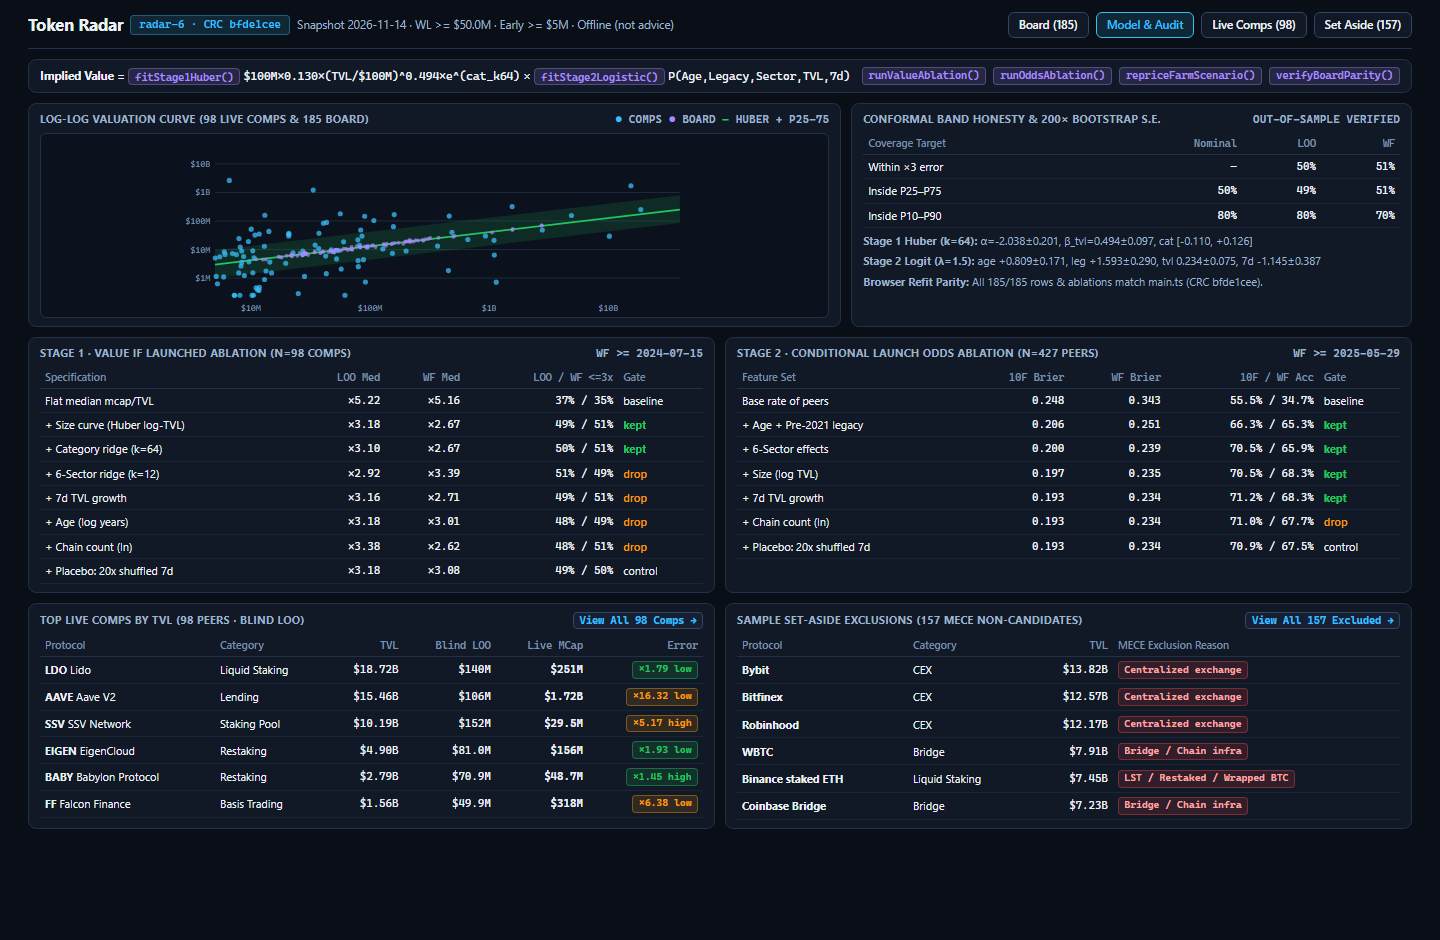 Token Radar radar-6 · CRC bfde1cee Snapshot 2026-11-14 · WL >= $50.0M · Early >= $5M · Offline (not advice) Board (185) Model & Audit Live Comps (98) Set Aside (157)
Implied Value = fitStage1Huber() $100M×0.130×(TVL/$100M)^0.494×e^(cat_k64) × fitStage2Logistic() P(Age,Legacy,Sector,TVL,7d) runValueAblation() runOddsAblation() repriceFarmScenario() verifyBoardParity()
LOG-LOG VALUATION CURVE (98 LIVE COMPS & 185 BOARD) COMPS BOARD — HUBER + P25-75
$10B
$1B
$100M
$10M
$1M
$10M $100M $1B $10B
CONFORMAL BAND HONESTY & 200× BOOTSTRAP S.E. OUT-OF-SAMPLE VERIFIED
Coverage Target Nominal LOO WF
Within ×3 error — 50% 51%
Inside P25–P75 50% 49% 51%
Inside P10–P90 80% 80% 70%
Stage 1 Huber (k=64): α=-2.038±0.201, β_tvl=0.494±0.097, cat [-0.110, +0.126]
Stage 2 Logit (λ=1.5): age +0.809±0.171, leg +1.593±0.290, tvl 0.234±0.075, 7d -1.145±0.387
Browser Refit Parity: All 185/185 rows & ablations match main.ts (CRC bfde1cee).
STAGE 1 · VALUE IF LAUNCHED ABLATION (N=98 COMPS) WF >= 2024-07-15
Specification LOO Med WF Med LOO / WF <=3x Gate
Flat median mcap/TVL ×5.22 ×5.16 37% / 35% baseline
+ Size curve (Huber log-TVL) ×3.18 ×2.67 49% / 51% kept
+ Category ridge (k=64) ×3.10 ×2.67 50% / 51% kept
+ 6-Sector ridge (k=12) ×2.92 ×3.39 51% / 49% drop
+ 7d TVL growth ×3.16 ×2.71 49% / 51% drop
+ Age (log years) ×3.18 ×3.01 48% / 49% drop
+ Chain count (ln) ×3.38 ×2.62 48% / 51% drop
+ Placebo: 20x shuffled 7d ×3.18 ×3.08 49% / 50% control
STAGE 2 · CONDITIONAL LAUNCH ODDS ABLATION (N=427 PEERS) WF >= 2025-05-29
Feature Set 10F Brier WF Brier 10F / WF Acc Gate
Base rate of peers 0.248 0.343 55.5% / 34.7% baseline
+ Age + Pre-2021 legacy 0.206 0.251 66.3% / 65.3% kept
+ 6-Sector effects 0.200 0.239 70.5% / 65.9% kept
+ Size (log TVL) 0.197 0.235 70.5% / 68.3% kept
+ 7d TVL growth 0.193 0.234 71.2% / 68.3% kept
+ Chain count (ln) 0.193 0.234 71.0% / 67.7% drop
+ Placebo: 20x shuffled 7d 0.193 0.234 70.9% / 67.5% control
TOP LIVE COMPS BY TVL (98 PEERS · BLIND LOO) View All 98 Comps →
Protocol Category TVL Blind LOO Live MCap Error
LDO Lido Liquid Staking $18.72B $140M $251M ×1.79 low
AAVE Aave V2 Lending $15.46B $106M $1.72B ×16.32 low
SSV SSV Network Staking Pool $10.19B $152M $29.5M ×5.17 high
EIGEN EigenCloud Restaking $4.90B $81.0M $156M ×1.93 low
BABY Babylon Protocol Restaking $2.79B $70.9M $48.7M ×1.45 high
FF Falcon Finance Basis Trading $1.56B $49.9M $318M ×6.38 low
SAMPLE SET-ASIDE EXCLUSIONS (157 MECE NON-CANDIDATES) View All 157 Excluded →
Protocol Category TVL MECE Exclusion Reason
Bybit CEX $13.82B Centralized exchange
Bitfinex CEX $12.57B Centralized exchange
Robinhood CEX $12.17B Centralized exchange
WBTC Bridge $7.91B Bridge / Chain infra
Binance staked ETH Liquid Staking $7.45B LST / Restaked / Wrapped BTC
Coinbase Bridge Bridge $7.23B Bridge / Chain infra